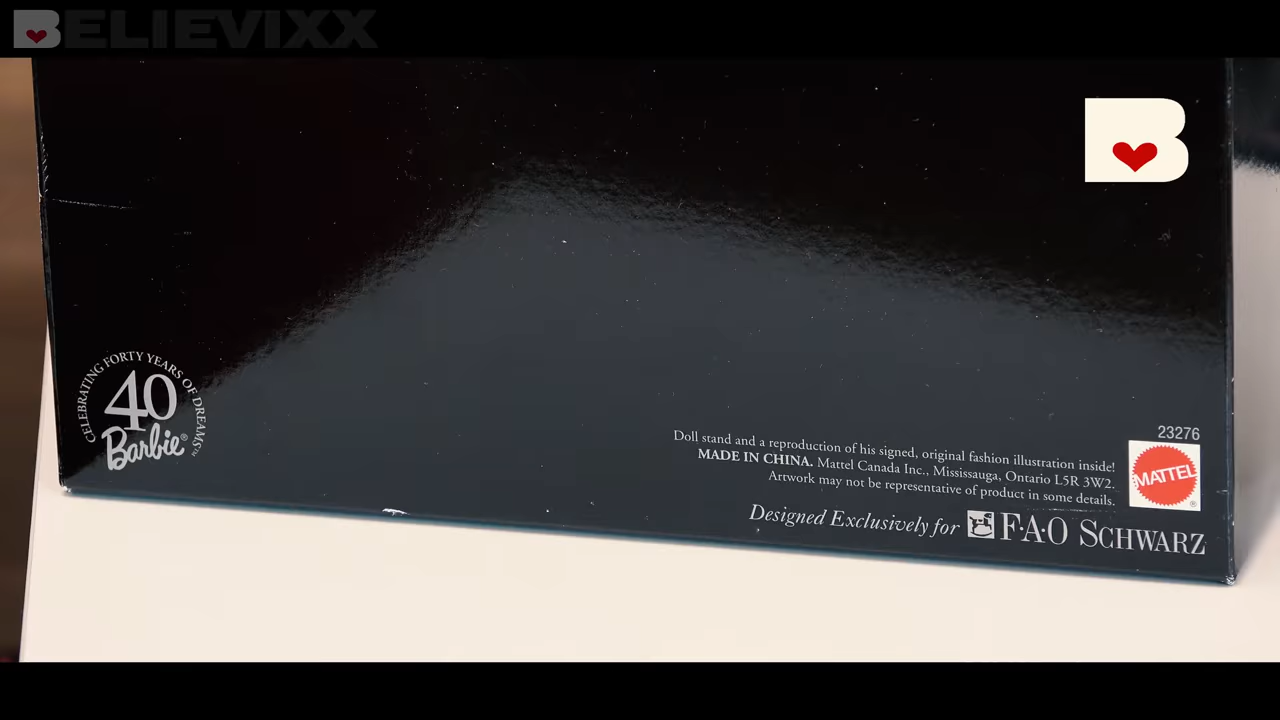 BELIEVIXX
B
CELEBRATING FORTY YEARS OF DREAMS™
40
Barbie®
23276
Doll stand and a reproduction of his signed, original fashion illustration inside!
MADE IN CHINA. Mattel Canada Inc., Mississauga, Ontario L5R 3W2.
Artwork may not be representative of product in some details.
MATTEL
®
Designed Exclusively for F·A·O SCHWARZ